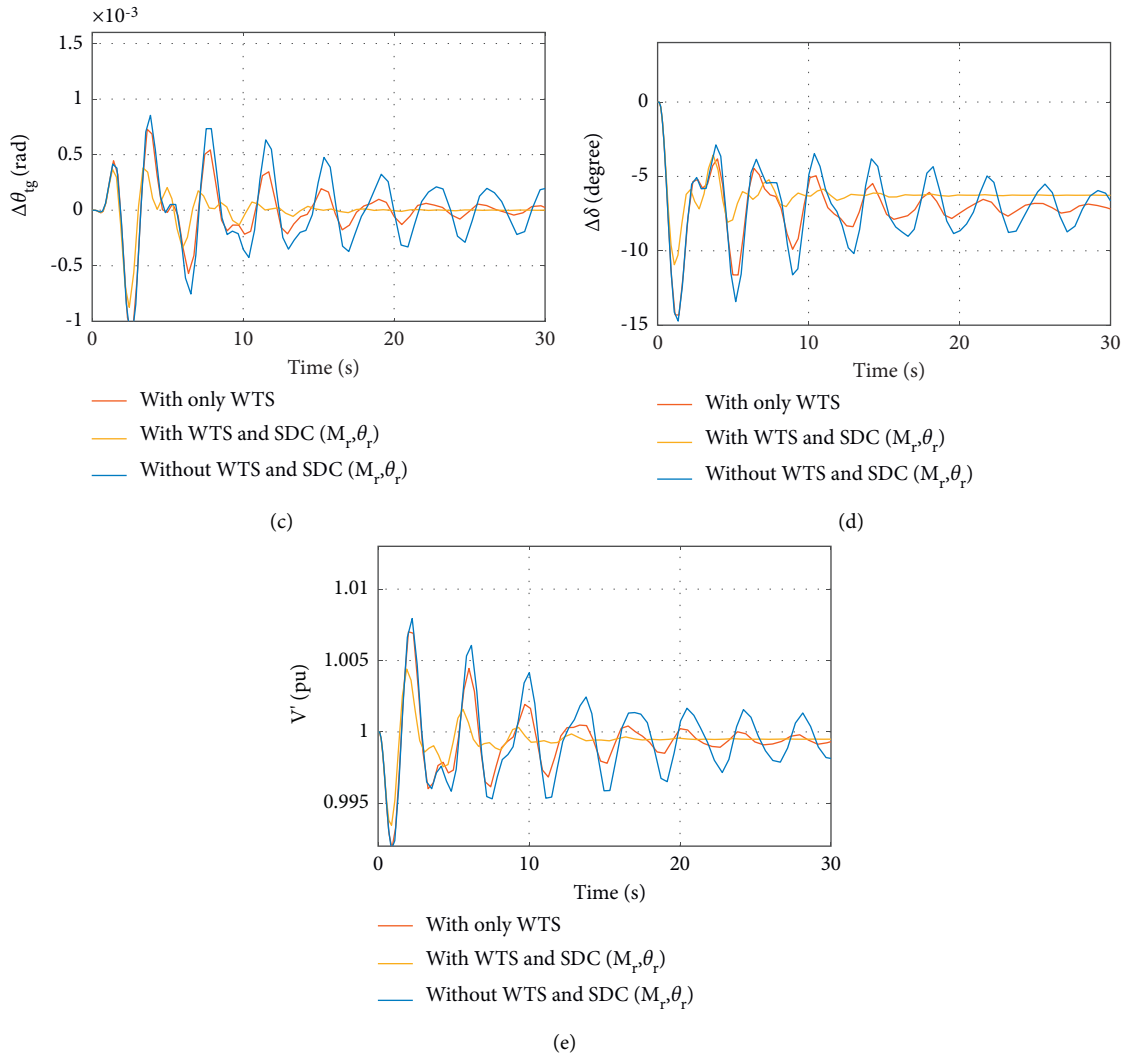 ×10⁻³
1.5
1
0.5
0
-0.5
-1
0 10 20 30
Δθtg (rad)
Time (s)
With only WTS
With WTS and SDC (Mr,θr)
Without WTS and SDC (Mr,θr)
(c)
0
-5
-10
-15
0 10 20 30
Δδ (degree)
Time (s)
With only WTS
With WTS and SDC (Mr,θr)
Without WTS and SDC (Mr,θr)
(d)
1.01
1.005
1
0.995
0 10 20 30
V' (pu)
Time (s)
With only WTS
With WTS and SDC (Mr,θr)
Without WTS and SDC (Mr,θr)
(e)